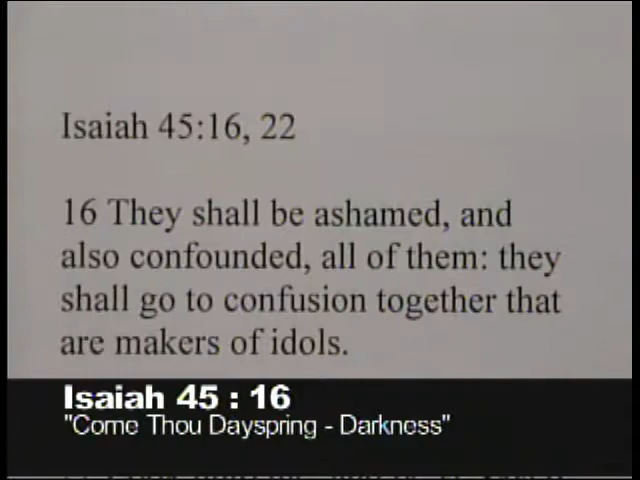 Isaiah 45:16, 22
16 They shall be ashamed, and
also confounded, all of them: they
shall go to confusion together that
are makers of idols.
Isaiah 45 : 16
"Come Thou Dayspring - Darkness"